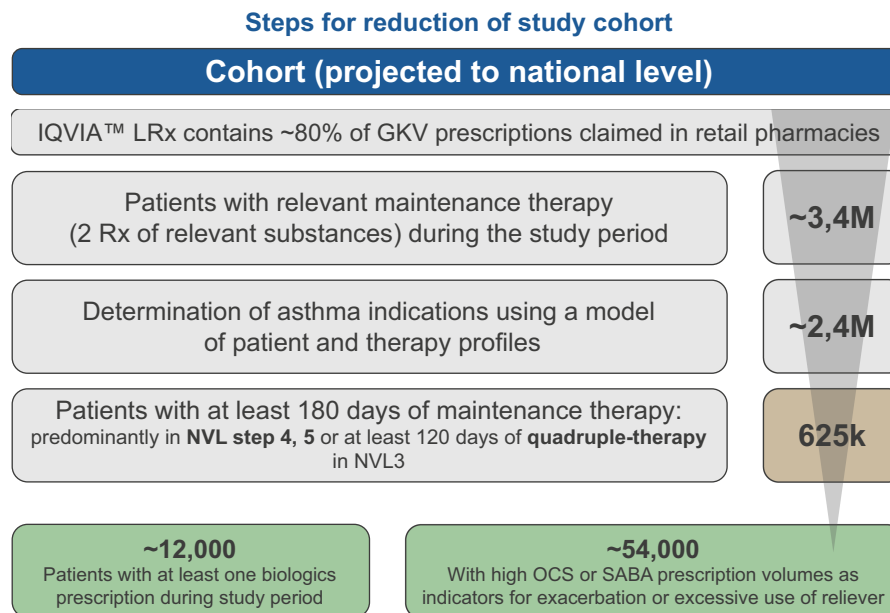 Steps for reduction of study cohort
Cohort (projected to national level)
IQVIA™ LRx contains ~80% of GKV prescriptions claimed in retail pharmacies
Patients with relevant maintenance therapy
(2 Rx of relevant substances) during the study period
~3,4M
Determination of asthma indications using a model
of patient and therapy profiles
~2,4M
Patients with at least 180 days of maintenance therapy:
predominantly in NVL step 4, 5 or at least 120 days of quadruple-therapy
in NVL3
625k
~12,000
Patients with at least one biologics
prescription during study period
~54,000
With high OCS or SABA prescription volumes as
indicators for exacerbation or excessive use of reliever